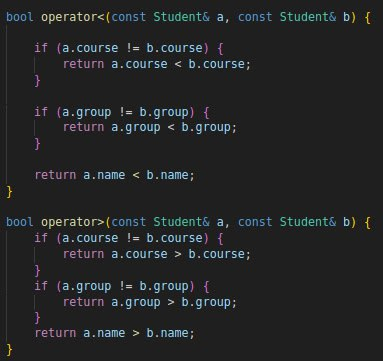 bool operator<(const Student& a, const Student& b) {
    if (a.course != b.course) {
        return a.course < b.course;
    }
    if (a.group != b.group) {
        return a.group < b.group;
    }
    return a.name < b.name;
}
bool operator>(const Student& a, const Student& b) {
    if (a.course != b.course) {
        return a.course > b.course;
    }
    if (a.group != b.group) {
        return a.group > b.group;
    }
    return a.name > b.name;
}